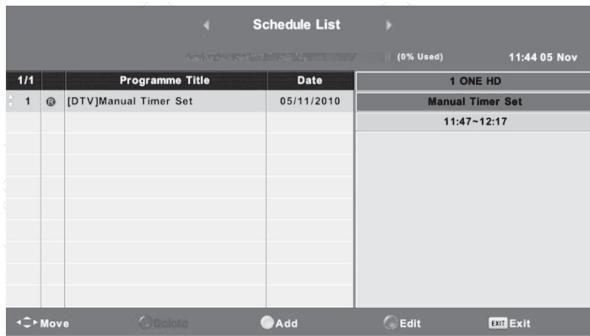 Schedule List
(0% Used) 11:44 05 Nov
1/1 Programme Title Date 1 ONE HD
1 R [DTV]Manual Timer Set 05/11/2010 Manual Timer Set
11:47~12:17
Move Delete Add Edit EXIT Exit